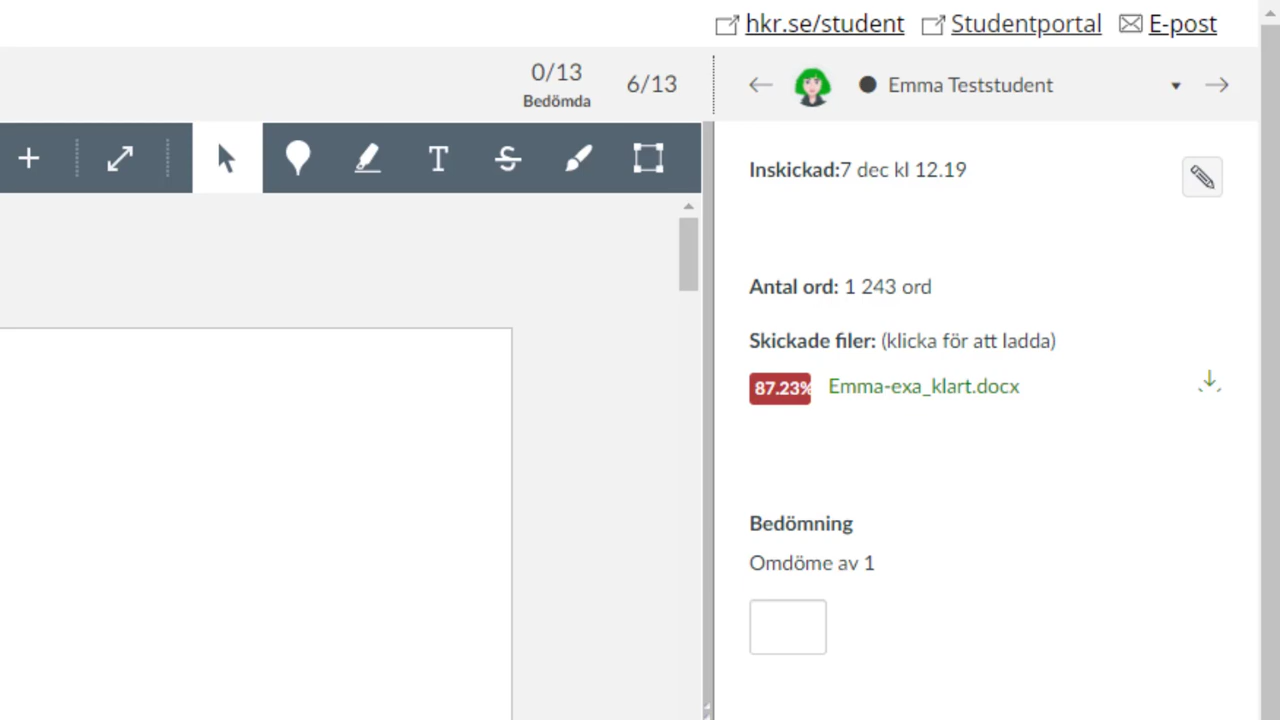 hkr.se/student Studentportal E-post
0/13
Bedömda
6/13
Emma Teststudent
Inskickad:7 dec kl 12.19
Antal ord: 1 243 ord
Skickade filer: (klicka för att ladda)
87.23% Emma-exa_klart.docx
Bedömning
Omdöme av 1